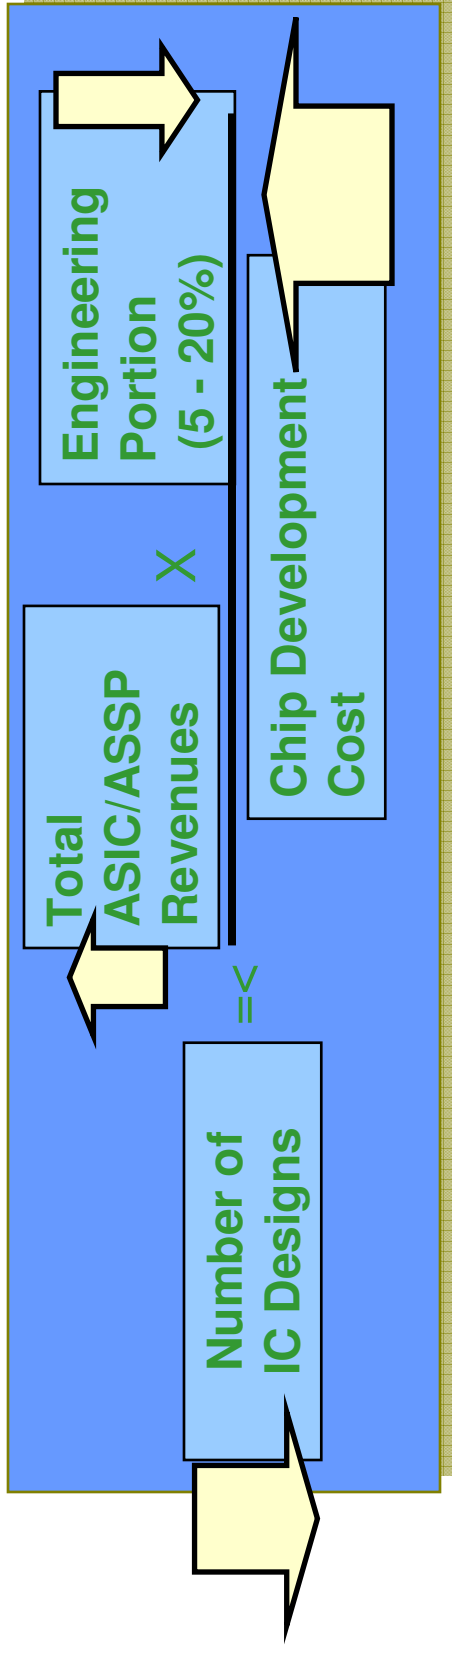 Number of
IC Designs
=<
Total
ASIC/ASSP
Revenues
X
Engineering
Portion
(5 - 20%)
Chip Development
Cost